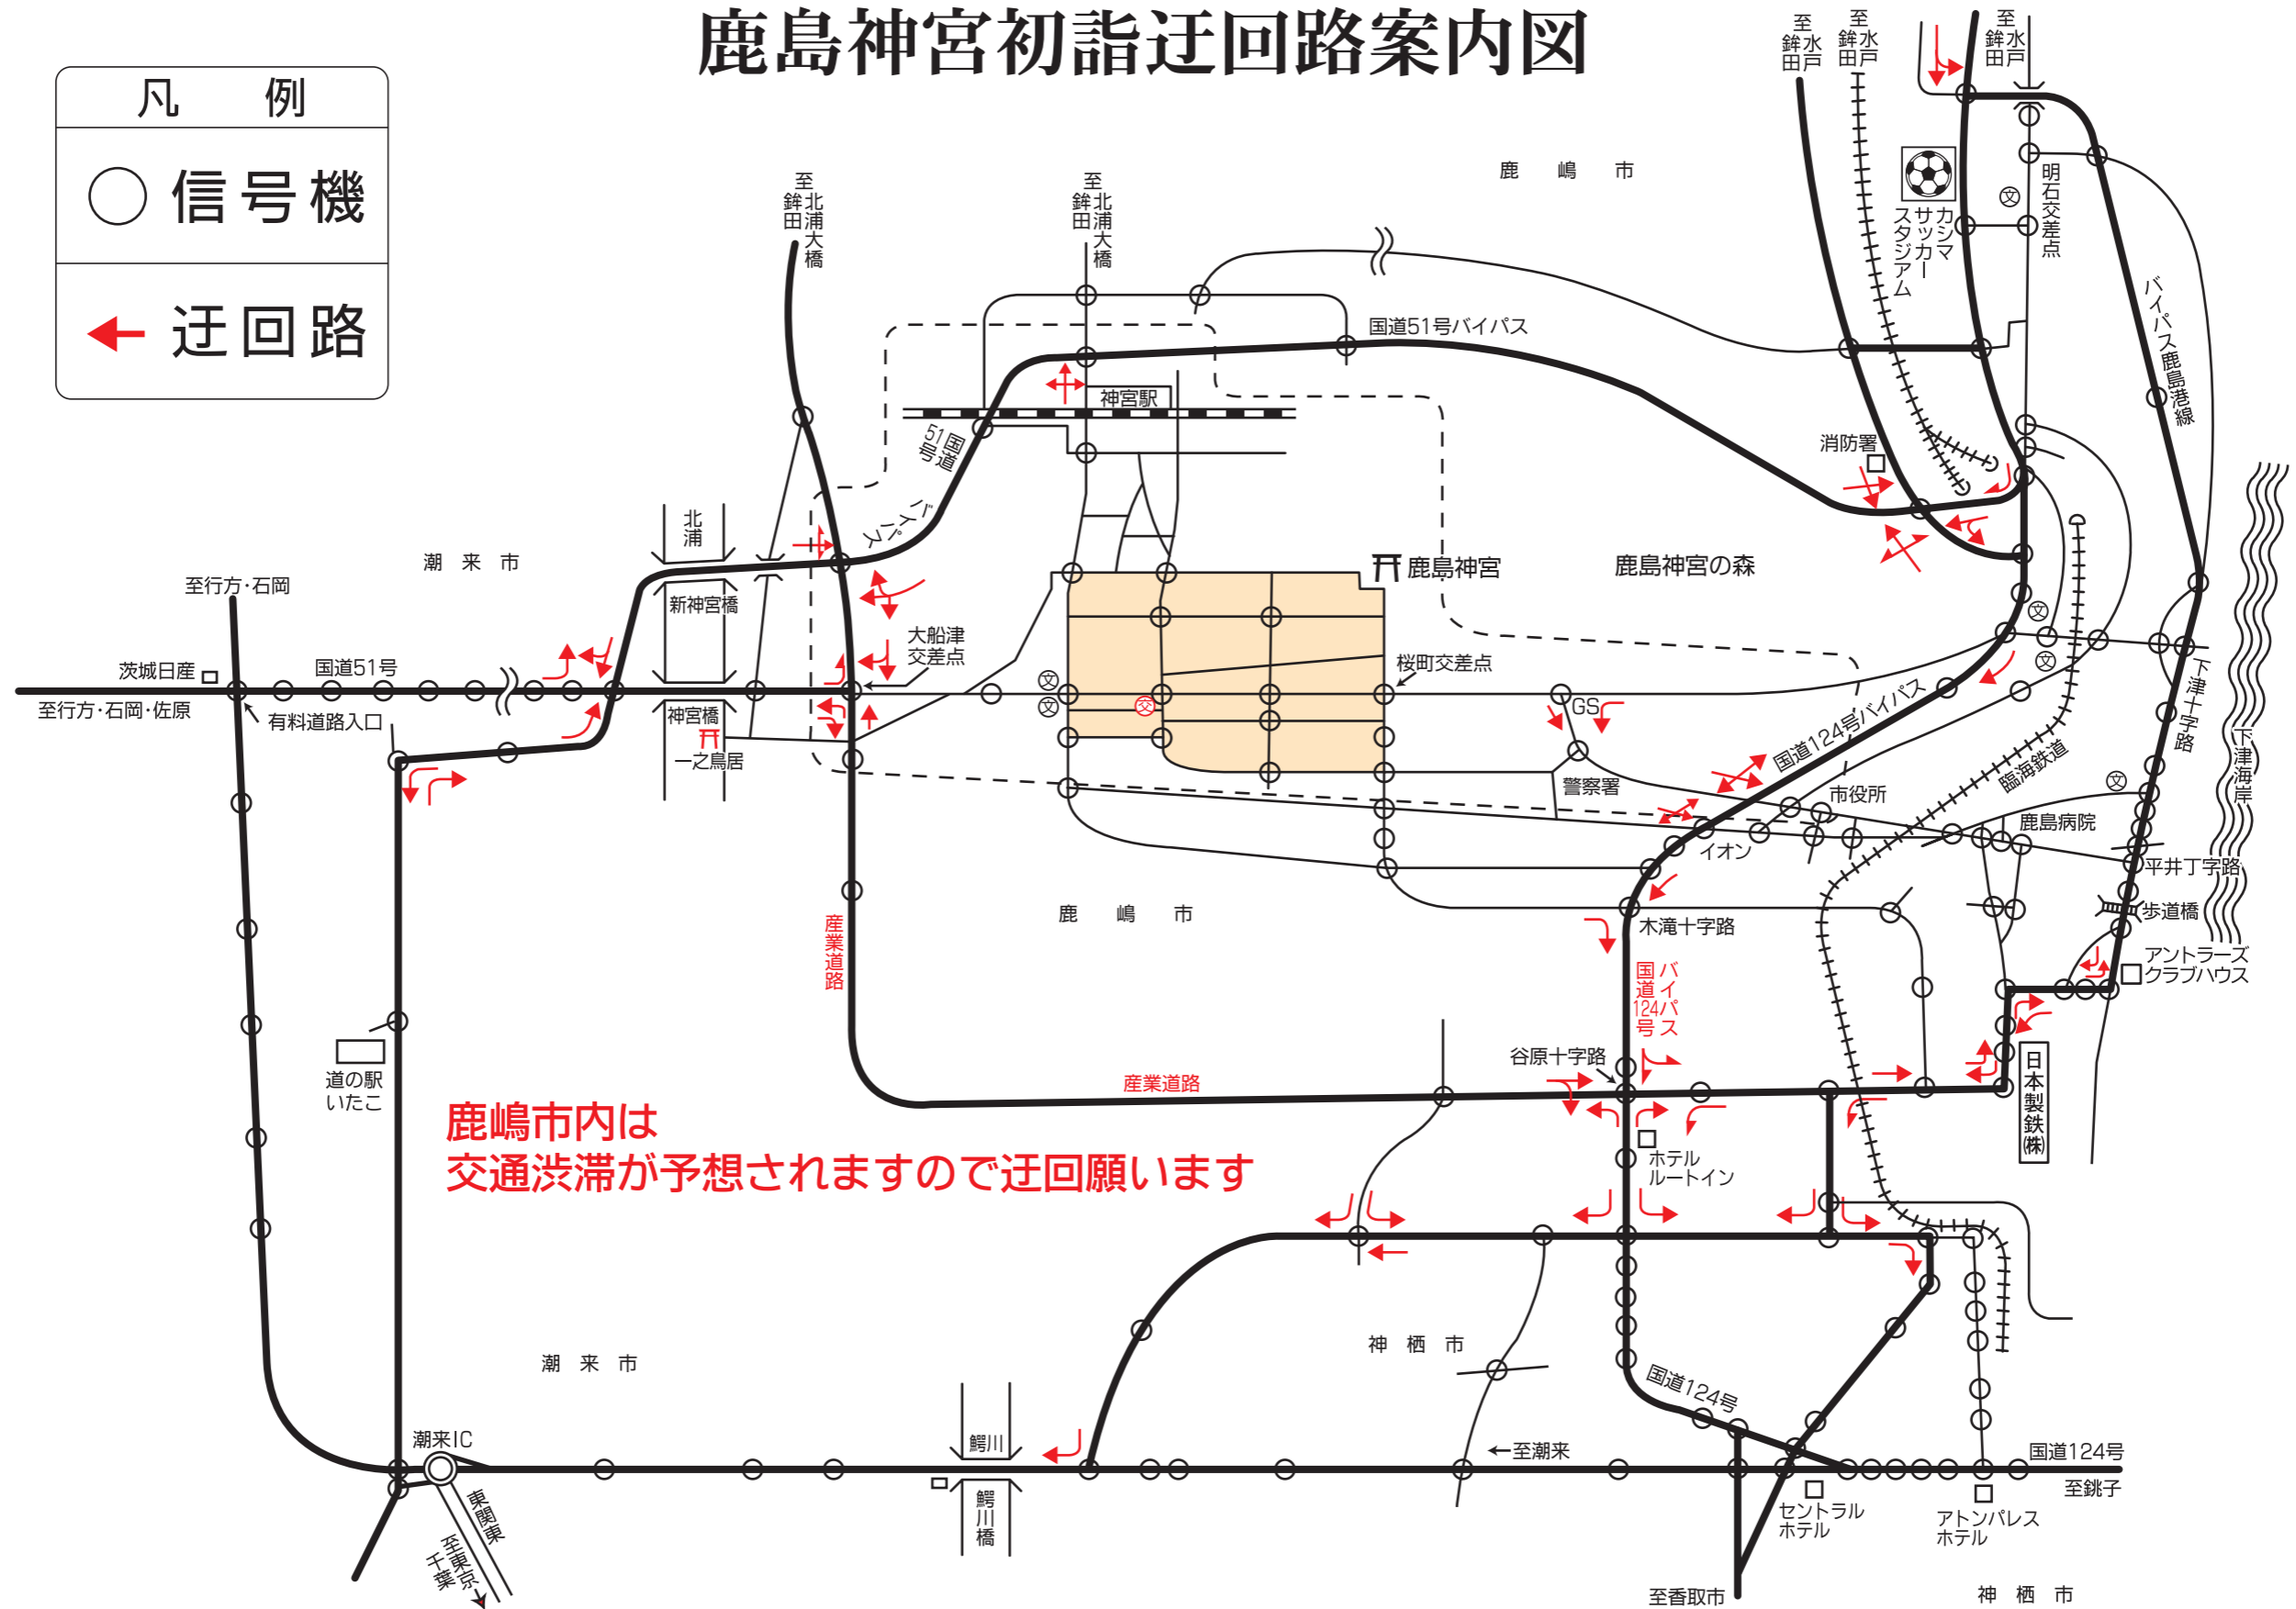 鹿島神宮初詣迂回路案内図
凡 例
信号機
迂回路
至水戸
鉾田
至水戸
鉾田
至水戸
鉾田
至北浦大橋
鉾田
至北浦大橋
鉾田
鹿 嶋 市
明石交差点
カシマ
サッカー
スタジアム
バイパス鹿島港線
国道51号バイパス
神宮駅
国道
51号
バイパス
消防署
北浦
潮 来 市
新神宮橋
鹿島神宮
鹿島神宮の森
至行方・石岡
大船津
交差点
茨城日産
国道51号
桜町交差点
文
文
文
文
文
文
交
至行方・石岡・佐原
有料道路入口
神宮橋
一之鳥居
GS
国道124号バイパス
下津十字路
下津海岸
臨海鉄道
警察署
市役所
鹿島病院
イオン
平井丁字路
鹿 嶋 市
木滝十字路
歩道橋
産業道路
アントラーズ
クラブハウス
バイパス
国道124号
道の駅
いたこ
谷原十字路
産業道路
日本製鉄㈱
鹿嶋市内は
交通渋滞が予想されますので迂回願います
ホテル
ルートイン
神 栖 市
潮 来 市
国道124号
潮来IC
鰐川
至潮来
国道124号
至銚子
鰐川橋
東関東
至東京
千葉
セントラル
ホテル
アトンパレス
ホテル
至香取市
神 栖 市